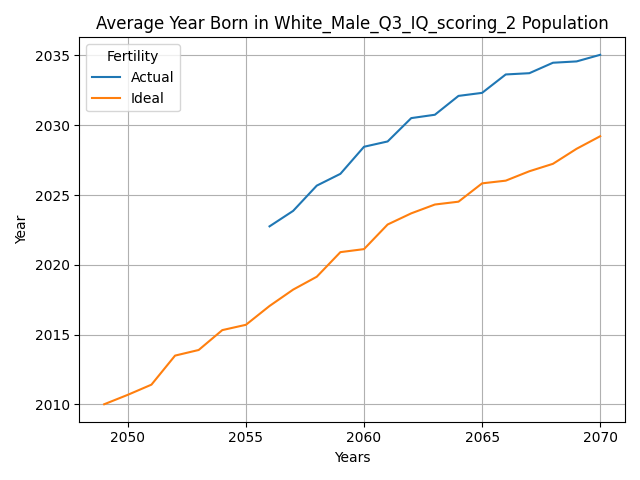 Average Year Born in White_Male_Q3_IQ_scoring_2 Population
Fertility
Actual
Ideal
2035
2030
2025
2020
2015
2010
Year
2050 2055 2060 2065 2070
Years